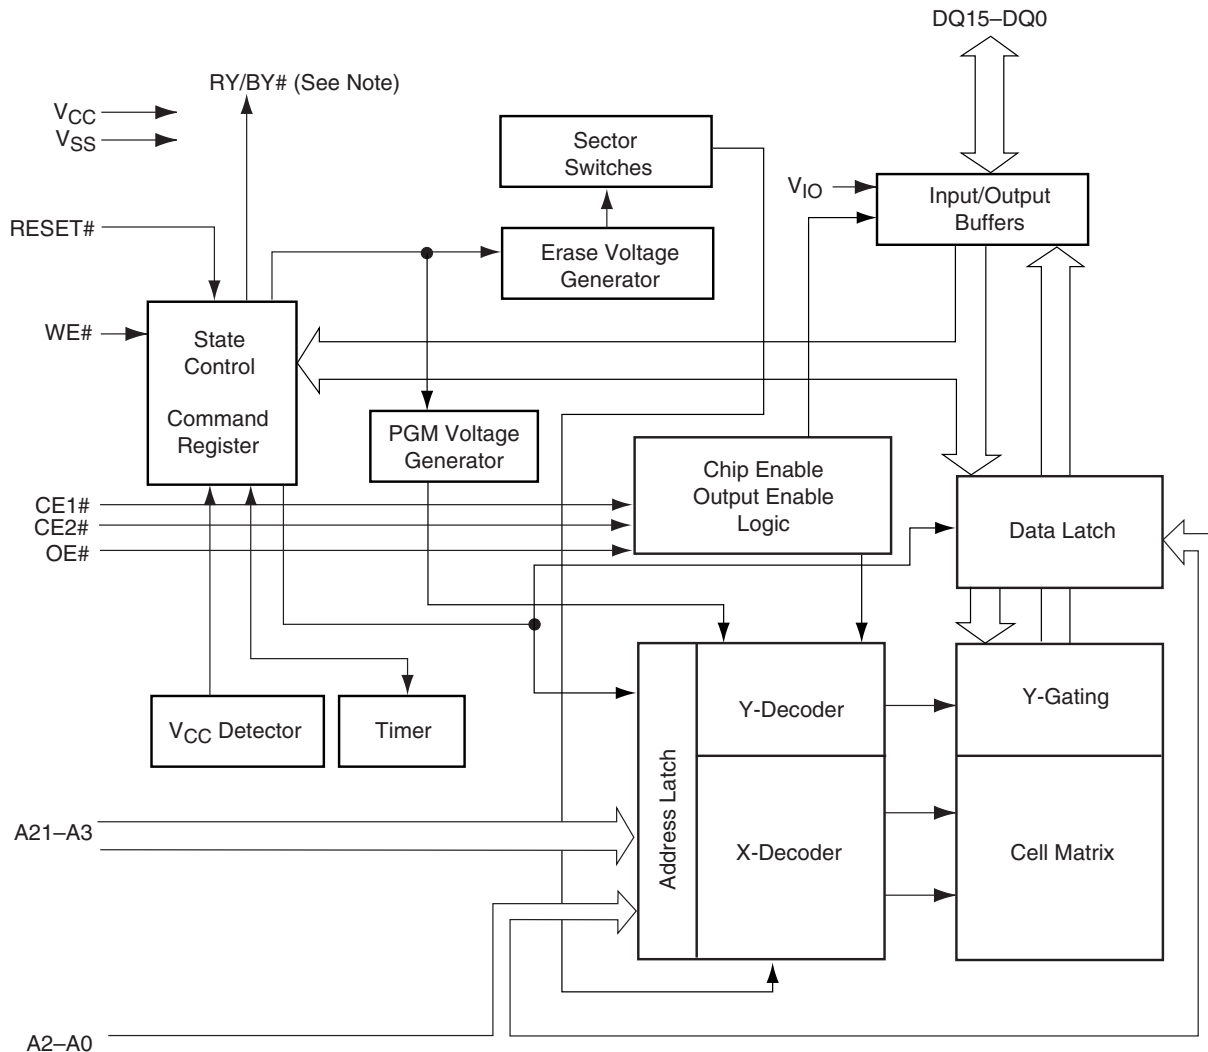 DQ15–DQ0
RY/BY# (See Note)
VCC
VSS
Sector
Switches
VIO
Input/Output
Buffers
RESET#
Erase Voltage
Generator
WE#
State
Control
Command
Register
PGM Voltage
Generator
Chip Enable
Output Enable
Logic
CE1#
CE2#
OE#
Data Latch
VCC Detector
Timer
Y-Decoder
Y-Gating
Address Latch
A21–A3
X-Decoder
Cell Matrix
A2–A0